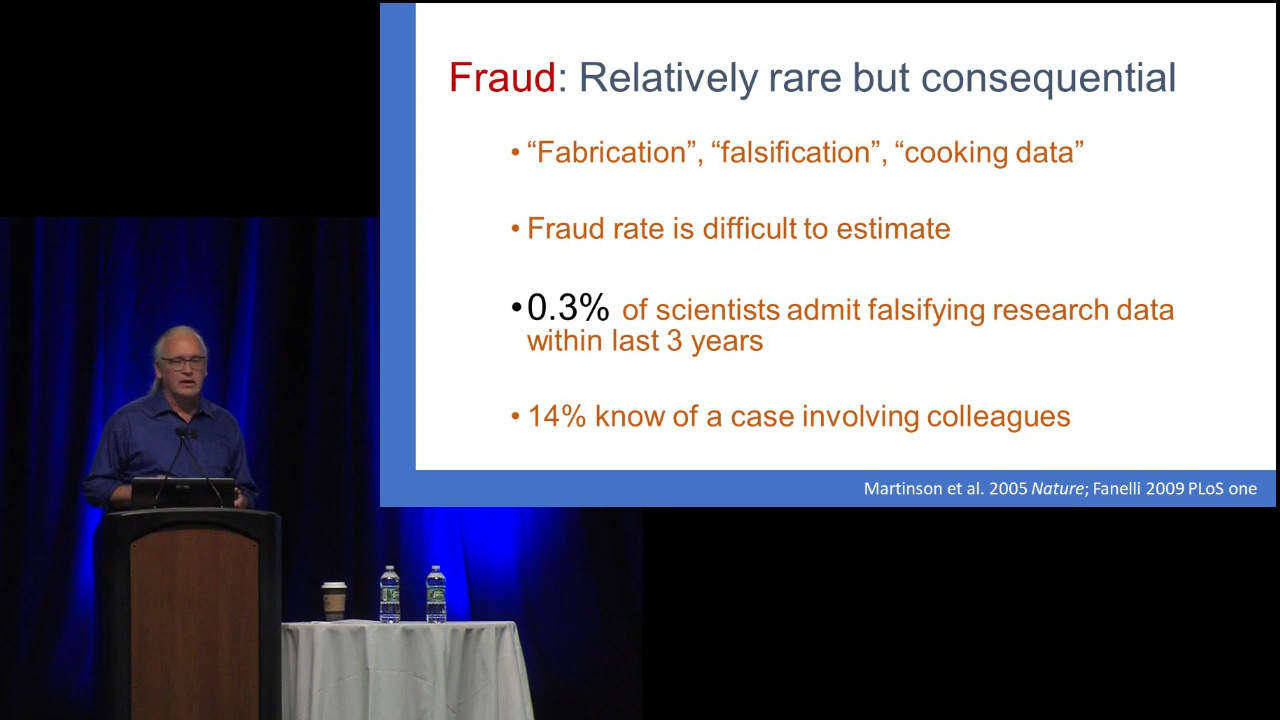 Fraud: Relatively rare but consequential
• “Fabrication”, “falsification”, “cooking data”
• Fraud rate is difficult to estimate
•0.3% of scientists admit falsifying research data
within last 3 years
• 14% know of a case involving colleagues
Martinson et al. 2005 Nature; Fanelli 2009 PLoS one